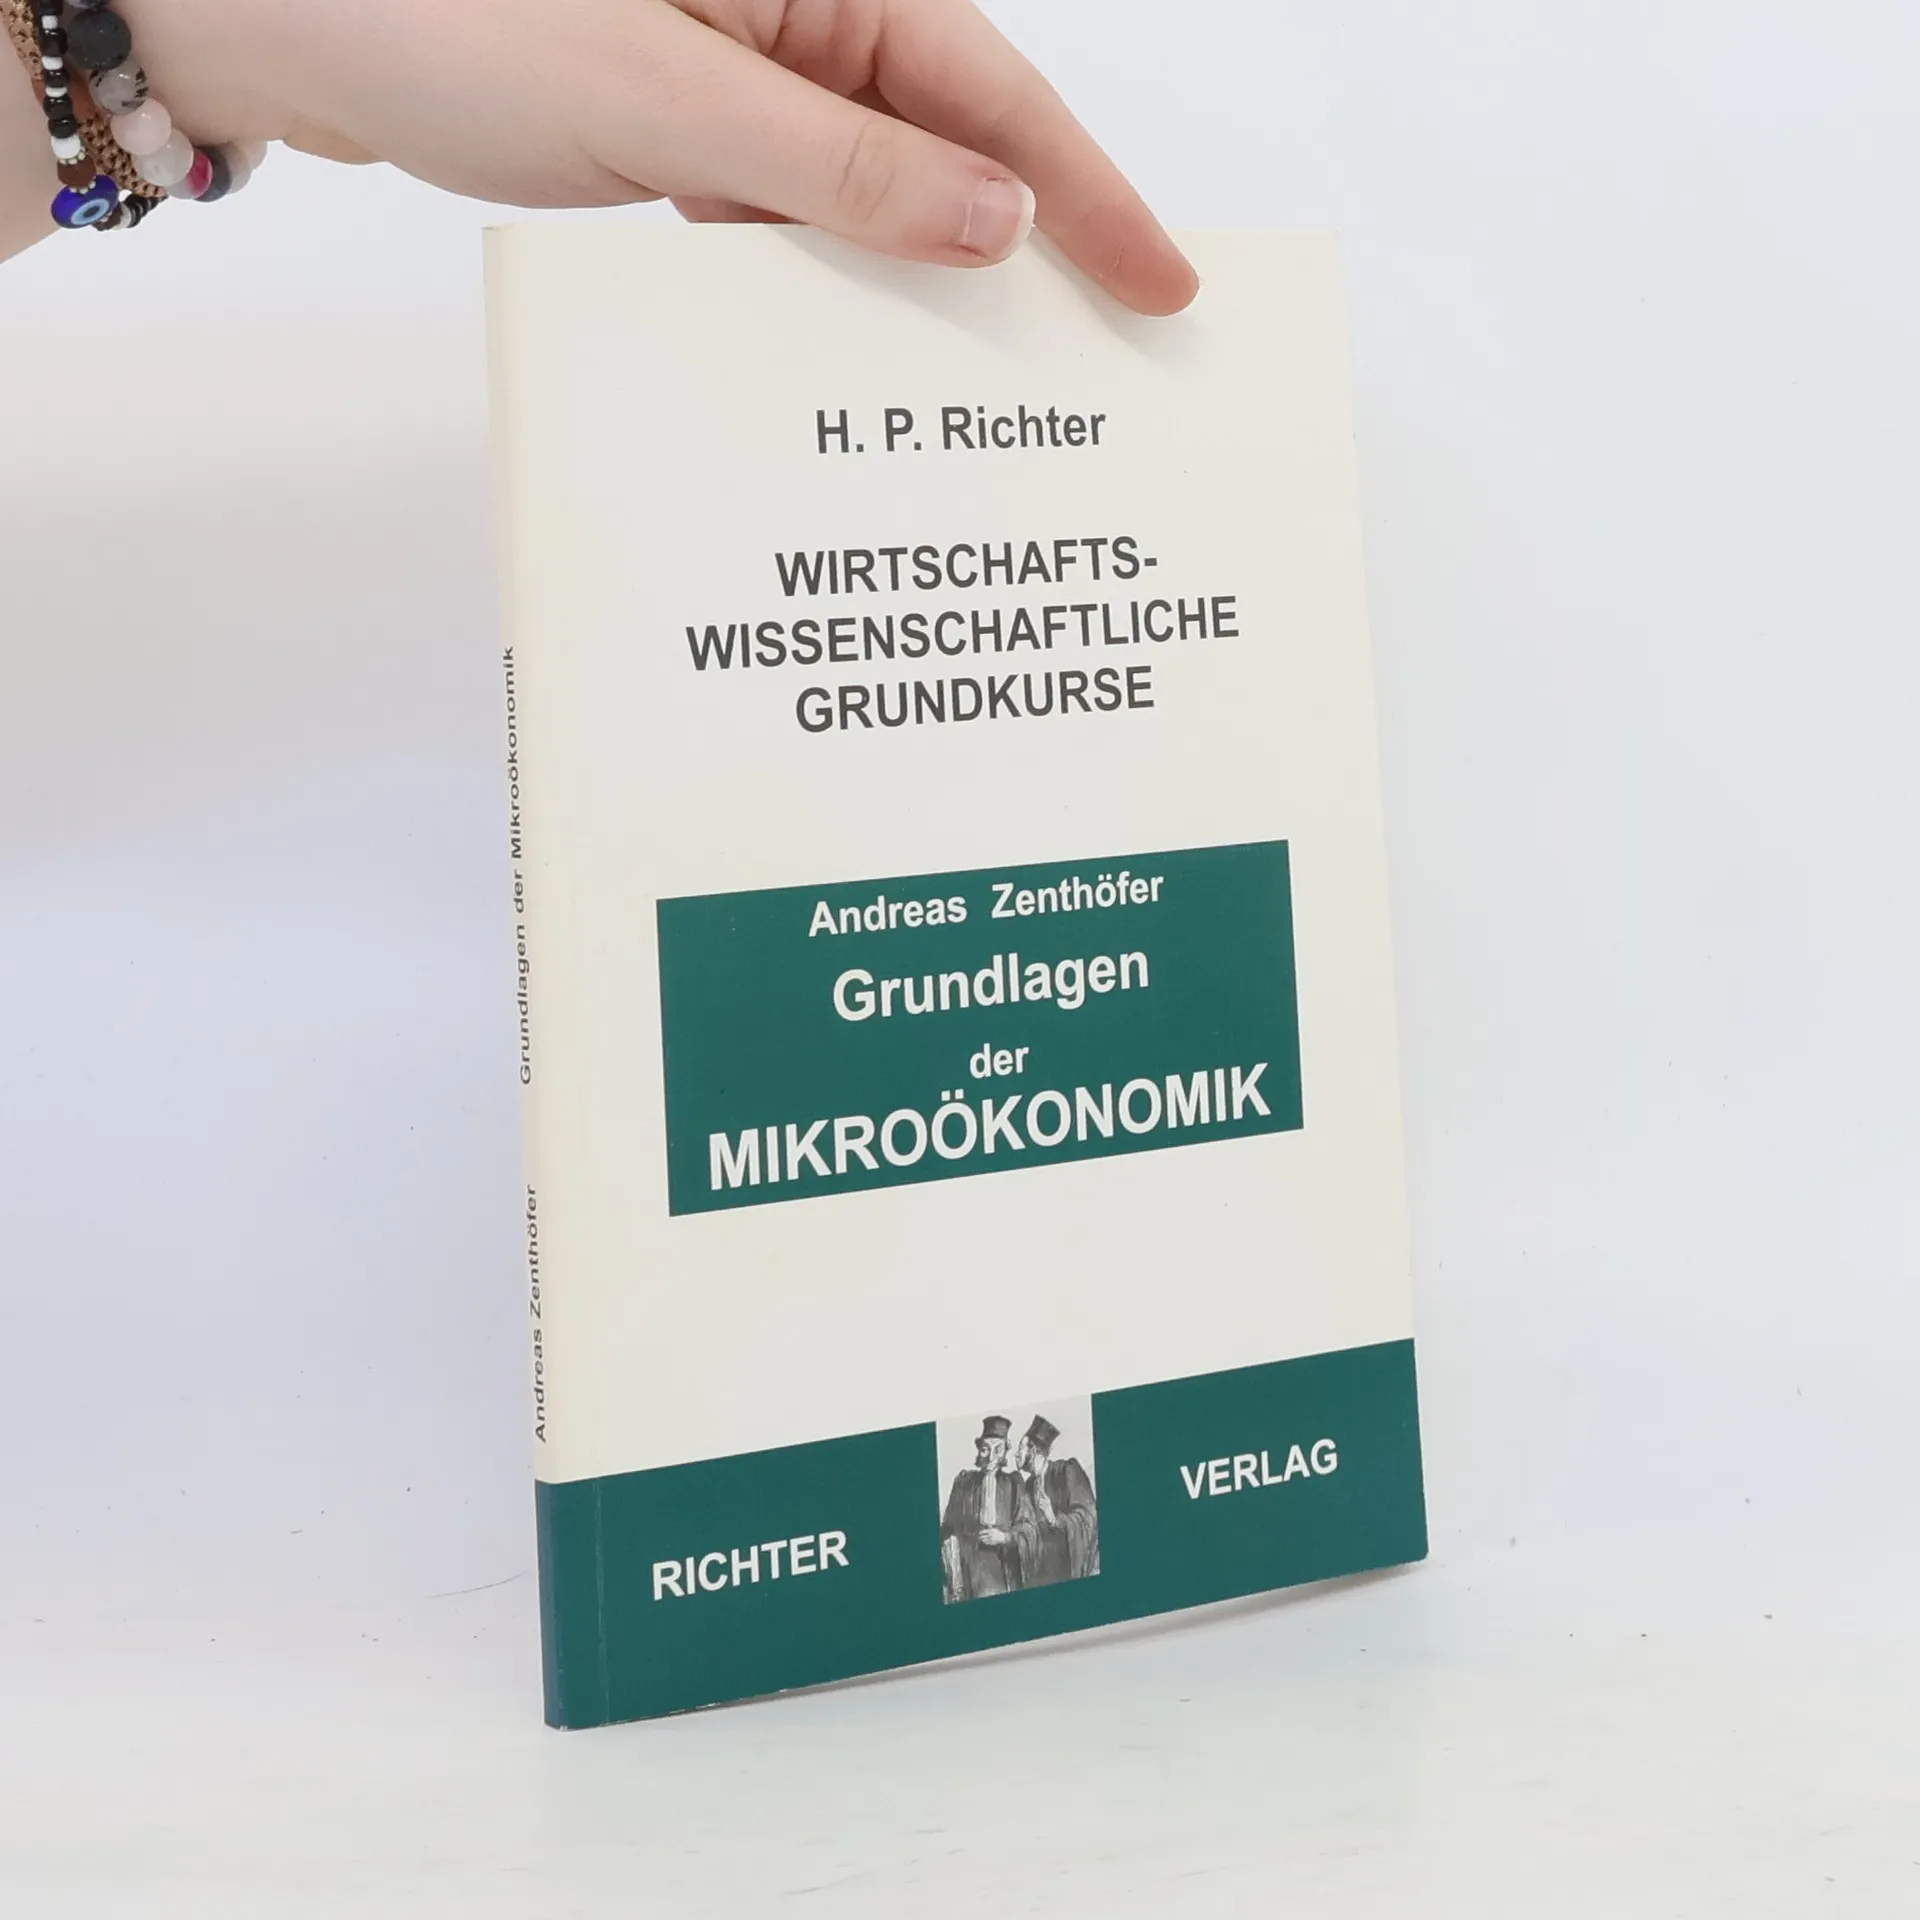 H. P. Richter
WIRTSCHAFTS-
WISSENSCHAFTLICHE
GRUNDKURSE
Andreas Zenthöfer
Grundlagen
der
MIKROÖKONOMIK
RICHTER
VERLAG
Andreas Zenthöfer Grundlagen der Mikroökonomik